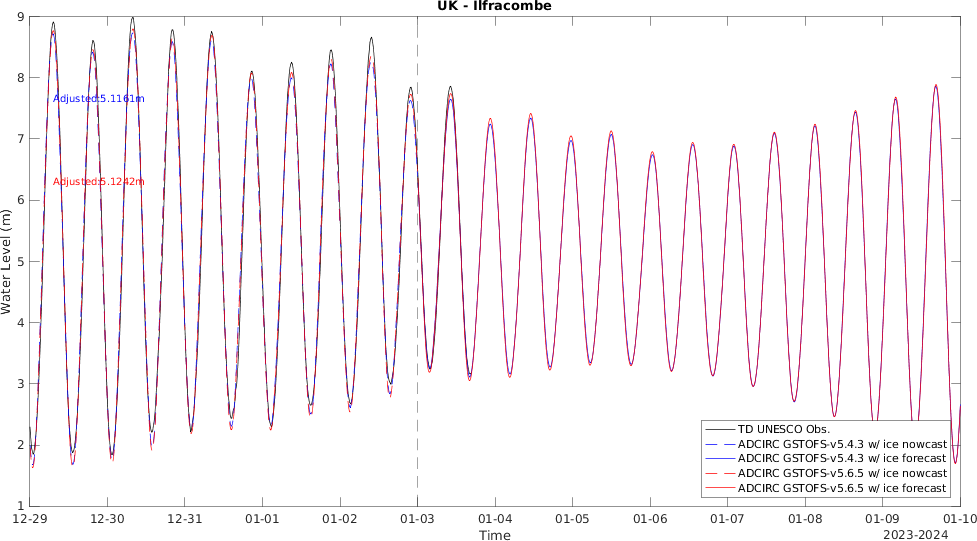 UK - Ilfracombe
9
8
7
6
5
4
3
2
1
Water Level (m)
Adjusted:5.1161m
Adjusted:5.1242m
TD UNESCO Obs.
ADCIRC GSTOFS-v5.4.3 w/ ice nowcast
ADCIRC GSTOFS-v5.4.3 w/ ice forecast
ADCIRC GSTOFS-v5.6.5 w/ ice nowcast
ADCIRC GSTOFS-v5.6.5 w/ ice forecast
12-29 12-30 12-31 01-01 01-02 01-03 01-04 01-05 01-06 01-07 01-08 01-09 01-10
Time
2023-2024